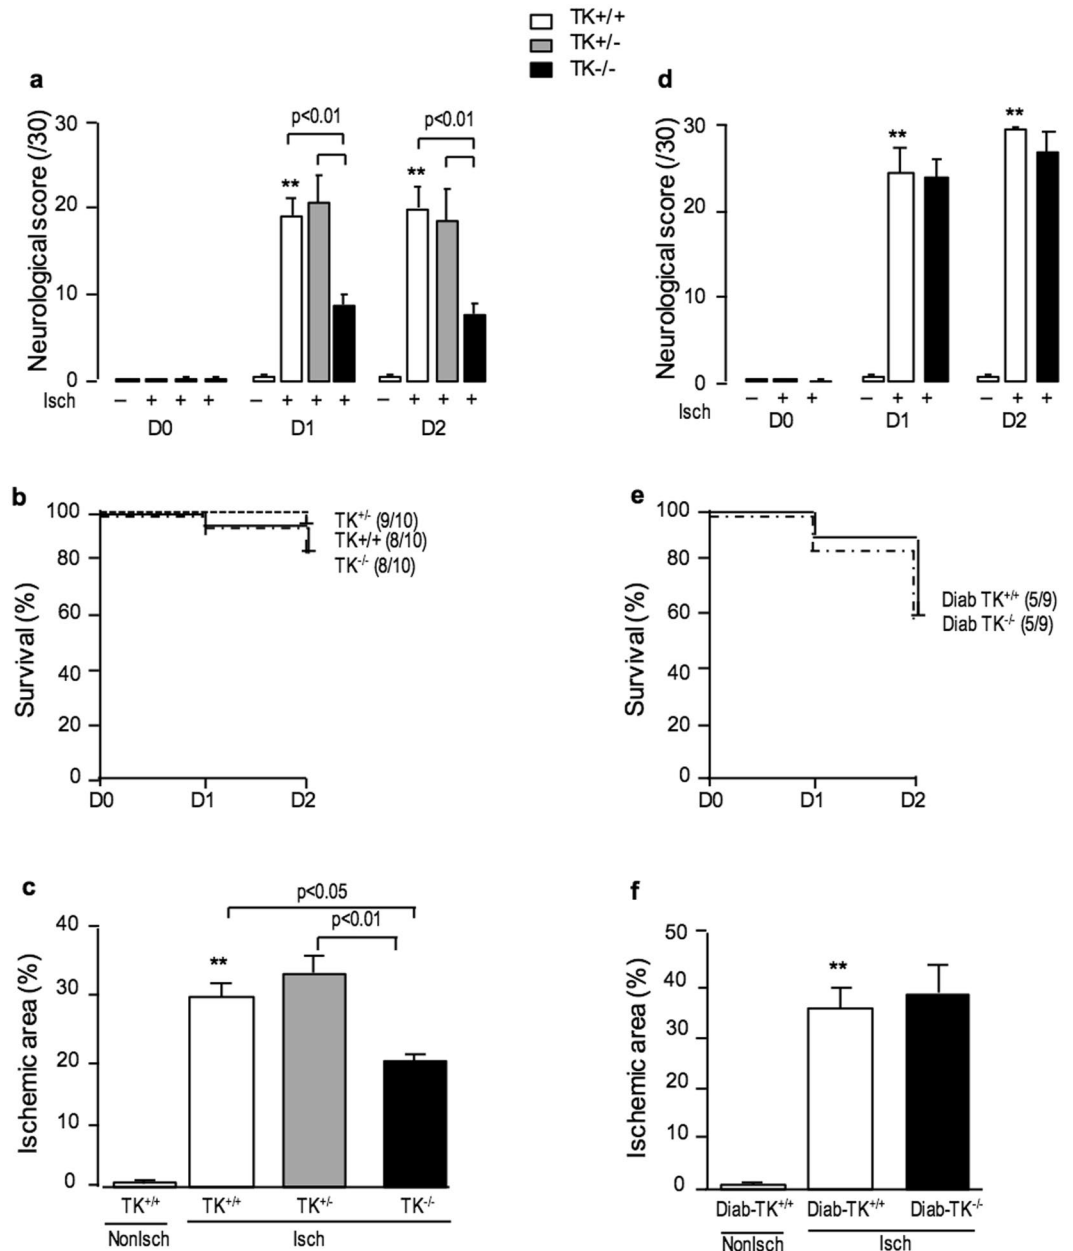 TK+/+
TK+/-
TK-/-
a
Neurological score (/30)
30
20
10
0
p<0.01
p<0.01
**
**
Isch – + + + – + + + – + + +
D0 D1 D2
d
Neurological score (/30)
30
20
10
0
**
**
Isch – + + – + + – + +
D0 D1 D2
b
Survival (%)
100
80
60
40
20
0
D0 D1 D2
TK+/- (9/10)
TK+/+ (8/10)
TK-/- (8/10)
e
Survival (%)
100
80
60
40
20
0
D0 D1 D2
Diab TK+/+ (5/9)
Diab TK-/- (5/9)
c
Ischemic area (%)
40
30
20
10
0
p<0.05
p<0.01
**
TK+/+ TK+/+ TK+/- TK-/-
NonIsch Isch
f
Ischemic area (%)
50
40
30
20
10
0
**
Diab-TK+/+ Diab-TK+/+ Diab-TK-/-
NonIsch Isch